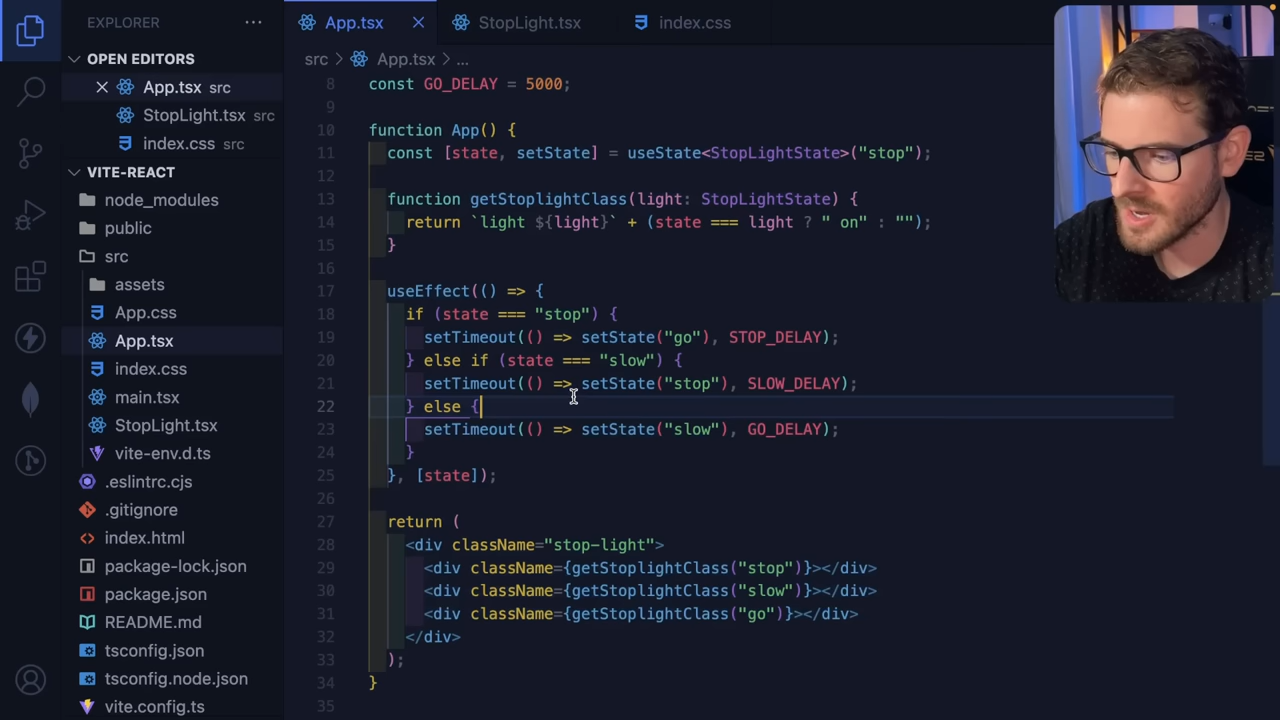 EXPLORER
OPEN EDITORS
App.tsx src
StopLight.tsx src
index.css src
VITE-REACT
node_modules
public
src
assets
App.css
App.tsx
index.css
main.tsx
StopLight.tsx
vite-env.d.ts
.eslintrc.cjs
.gitignore
index.html
package-lock.json
package.json
README.md
tsconfig.json
tsconfig.node.json
vite.config.ts
App.tsx StopLight.tsx index.css
src > App.tsx > ...
8 const GO_DELAY = 5000;
9
10 function App() {
11 const [state, setState] = useState<StopLightState>("stop");
12
13 function getStoplightClass(light: StopLightState) {
14 return `light ${light}` + (state === light ? " on" : "");
15 }
16
17 useEffect(() => {
18 if (state === "stop") {
19 setTimeout(() => setState("go"), STOP_DELAY);
20 } else if (state === "slow") {
21 setTimeout(() => setState("stop"), SLOW_DELAY);
22 } else {
23 setTimeout(() => setState("slow"), GO_DELAY);
24 }
25 }, [state]);
26
27 return (
28 <div className="stop-light">
29 <div className={getStoplightClass("stop")}></div>
30 <div className={getStoplightClass("slow")}></div>
31 <div className={getStoplightClass("go")}></div>
32 </div>
33 );
34 }
35